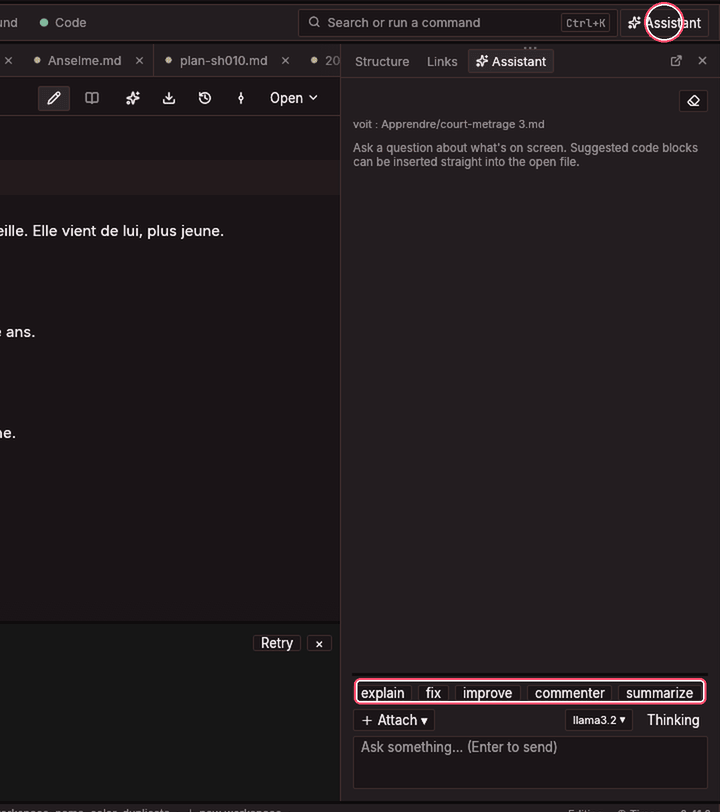 und Code Search or run a command Ctrl+K Assistant
Anselme.md plan-sh010.md 20
Structure Links Assistant
Open
voit : Apprendre/court-metrage 3.md
Ask a question about what's on screen. Suggested code blocks
can be inserted straight into the open file.
eille. Elle vient de lui, plus jeune.
e ans.
ne.
Retry ×
explain fix improve commenter summarize
+ Attach ▾ llama3.2 ▾ Thinking
Ask something... (Enter to send)